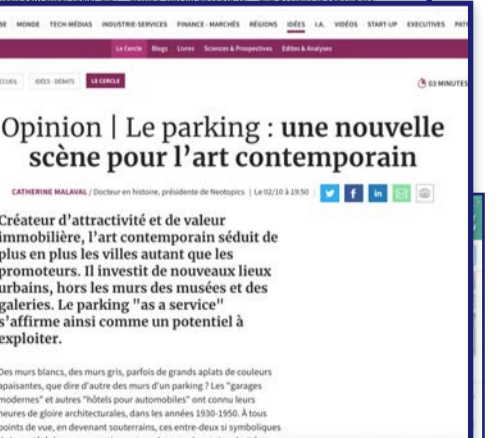 SE MONDE TECH-MÉDIAS INDUSTRIE-SERVICES FINANCE - MARCHÉS RÉGIONS IDÉES I.A. VIDÉOS START-UP EXECUTIVES PATR
Le Cercle Blogs Livres Sciences & Prospectives Editos & Analyses
CCUEIL IDÉES - DÉBATS LE CERCLE
03 MINUTES
Opinion | Le parking : une nouvelle
scène pour l'art contemporain
CATHERINE MALAVAL / Docteur en histoire, présidente de Neotopics | Le 02/10 à 19:50
Créateur d'attractivité et de valeur
immobilière, l'art contemporain séduit de
plus en plus les villes autant que les
promoteurs. Il investit de nouveaux lieux
urbains, hors les murs des musées et des
galeries. Le parking "as a service"
s'affirme ainsi comme un potentiel à
exploiter.
Des murs blancs, des murs gris, parfois de grands aplats de couleurs
apaisantes, que dire d'autre des murs d'un parking ? Les "garages
modernes" et autres "hôtels pour automobiles" ont connu leurs
heures de gloire architecturales, dans les années 1930-1950. À tous
points de vue, en devenant souterrains, ces entre-deux si symboliques